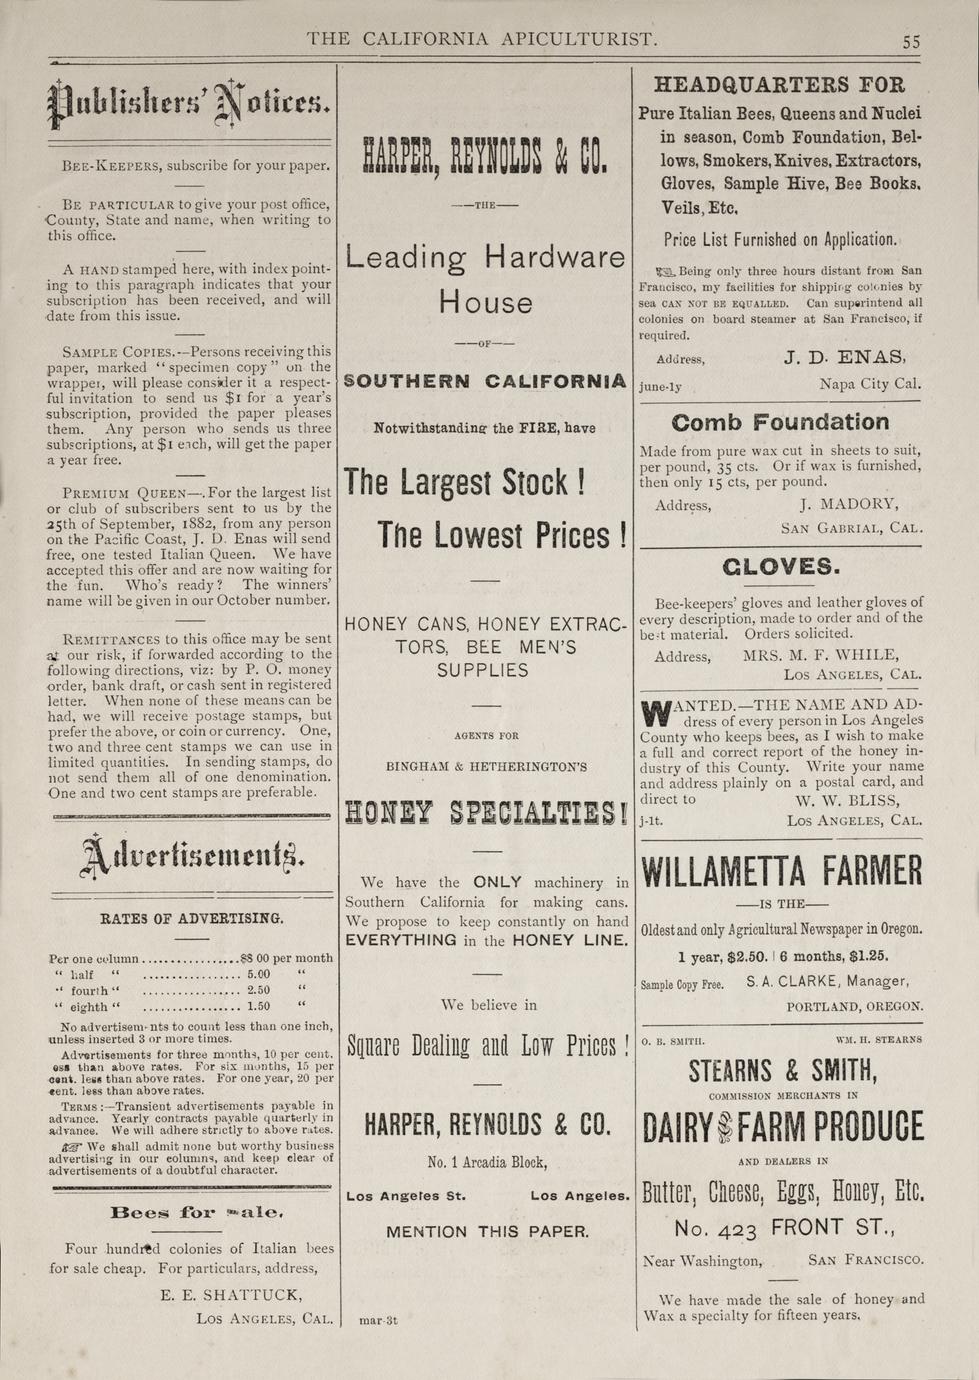 THE CALIFORNIA APICULTURIST. 55
Publishers' Notices.
BEE-KEEPERS, subscribe for your paper.
BE PARTICULAR to give your post office,
County, State and name, when writing to
this office.
A HAND stamped here, with index point-
ing to this paragraph indicates that your
subscription has been received, and will
date from this issue.
SAMPLE COPIES.—Persons receiving this
paper, marked "specimen copy" on the
wrapper, will please consider it a respect-
ful invitation to send us $1 for a year's
subscription, provided the paper pleases
them. Any person who sends us three
subscriptions, at $1 each, will get the paper
a year free.
PREMIUM QUEEN—.For the largest list
or club of subscribers sent to us by the
25th of September, 1882, from any person
on the Pacific Coast, J. D. Enas will send
free, one tested Italian Queen. We have
accepted this offer and are now waiting for
the fun. Who's ready? The winners'
name will be given in our October number.
REMITTANCES to this office may be sent
at our risk, if forwarded according to the
following directions, viz: by P. O. money
order, bank draft, or cash sent in registered
letter. When none of these means can be
had, we will receive postage stamps, but
prefer the above, or coin or currency. One,
two and three cent stamps we can use in
limited quantities. In sending stamps, do
not send them all of one denomination.
One and two cent stamps are preferable.
Advertisements.
RATES OF ADVERTISING.
Per one column..................$8 00 per month
" half " ................. 5.00 "
" fourth " ................. 2.50 "
" eighth " ................. 1.50 "
No advertisem-nts to count less than one inch,
unless inserted 3 or more times.
Advertisements for three months, 10 per cent.
ess than above rates. For six months, 15 per
cent. less than above rates. For one year, 20 per
cent. less than above rates.
TERMS:—Transient advertisements payable in
advance. Yearly contracts payable quarterly in
advance. We will adhere strictly to above rates.
☞ We shall admit none but worthy business
advertising in our columns, and keep clear of
advertisements of a doubtful character.
Bees for Sale.
Four hundred colonies of Italian bees
for sale cheap. For particulars, address,
E. E. SHATTUCK,
LOS ANGELES, CAL.
HARPER, REYNOLDS & CO.
——THE——
Leading Hardware
House
——OF——
SOUTHERN CALIFORNIA
Notwithstanding the FIRE, have
The Largest Stock !
The Lowest Prices !
HONEY CANS, HONEY EXTRAC-
TORS, BEE MEN'S
SUPPLIES
AGENTS FOR
BINGHAM & HETHERINGTON'S
HONEY SPECIALTIES!
We have the ONLY machinery in
Southern California for making cans.
We propose to keep constantly on hand
EVERYTHING in the HONEY LINE.
We believe in
Square Dealing and Low Prices !
HARPER, REYNOLDS & CO.
No. 1 Arcadia Block,
Los Angeles St. Los Angeles.
MENTION THIS PAPER.
mar-3t
HEADQUARTERS FOR
Pure Italian Bees, Queens and Nuclei
in season, Comb Foundation, Bel-
lows, Smokers, Knives, Extractors,
Gloves, Sample Hive, Bee Books,
Veils, Etc.
Price List Furnished on Application.
☞ Being only three hours distant from San
Francisco, my facilities for shipping colonies by
sea CAN NOT BE EQUALLED. Can superintend all
colonies on board steamer at San Francisco, if
required.
Address, J. D. ENAS,
june-1y Napa City Cal.
Comb Foundation
Made from pure wax cut in sheets to suit,
per pound, 35 cts. Or if wax is furnished,
then only 15 cts, per pound.
Address, J. MADORY,
SAN GABRIAL, CAL.
GLOVES.
Bee-keepers' gloves and leather gloves of
every description, made to order and of the
best material. Orders solicited.
Address, MRS. M. F. WHILE,
LOS ANGELES, CAL.
WANTED.—THE NAME AND AD-
dress of every person in Los Angeles
County who keeps bees, as I wish to make
a full and correct report of the honey in-
dustry of this County. Write your name
and address plainly on a postal card, and
direct to W. W. BLISS,
j-1t. LOS ANGELES, CAL.
WILLAMETTA FARMER
——IS THE——
Oldest and only Agricultural Newspaper in Oregon.
1 year, $2.50. | 6 months, $1.25.
Sample Copy Free. S. A. CLARKE, Manager,
PORTLAND, OREGON.
O. B. SMITH. WM. H. STEARNS
STEARNS & SMITH,
COMMISSION MERCHANTS IN
DAIRY and FARM PRODUCE
AND DEALERS IN
Butter, Cheese, Eggs, Honey, Etc.
No. 423 FRONT ST.,
Near Washington, SAN FRANCISCO.
We have made the sale of honey and
Wax a specialty for fifteen years.